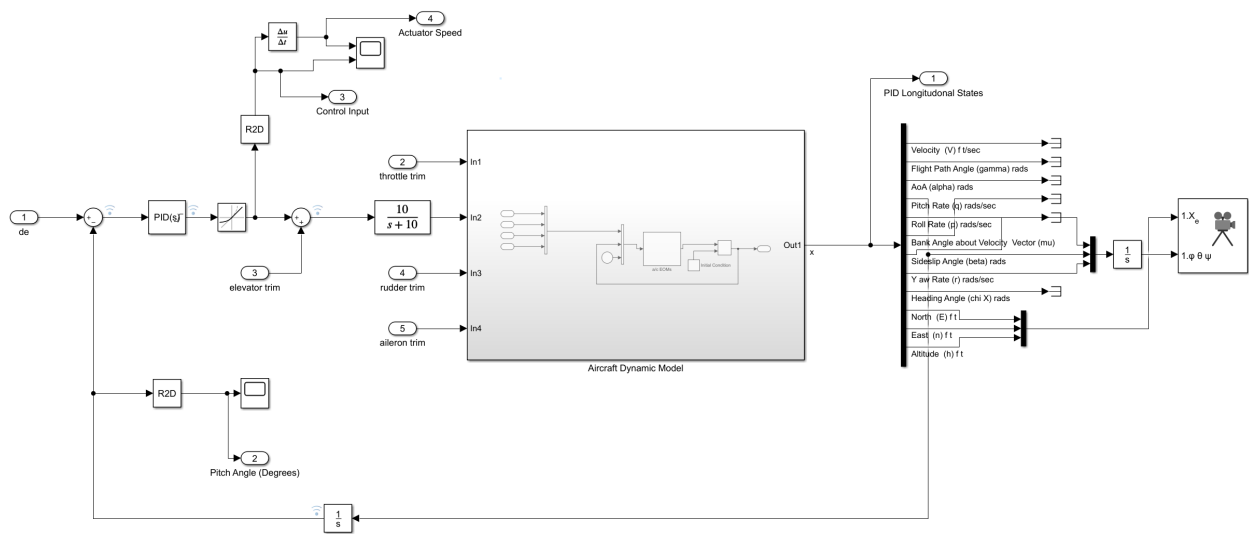 4
Actuator Speed
Δu
Δt
3
Control Input
R2D
1
PID Longitudonal States
2
throttle trim
In1
1
de
+
−
PID(s)
+
+
10
s + 10
In2
3
elevator trim
4
rudder trim
In3
5
aileron trim
In4
Initial Condition
Out1
x
Aircraft Dynamic Model
Velocity (V) f t/sec
Flight Path Angle (gamma) rads
AoA (alpha) rads
Pitch Rate (q) rads/sec
Roll Rate (p) rads/sec
Bank Angle about Velocity Vector (mu)
Sideslip Angle (beta) rads
Y aw Rate (r) rads/sec
Heading Angle (chi X) rads
North (E) f t
East (n) f t
Altitude (h) f t
1
s
1.Xe
1.φ θ ψ
R2D
2
Pitch Angle (Degrees)
1
s